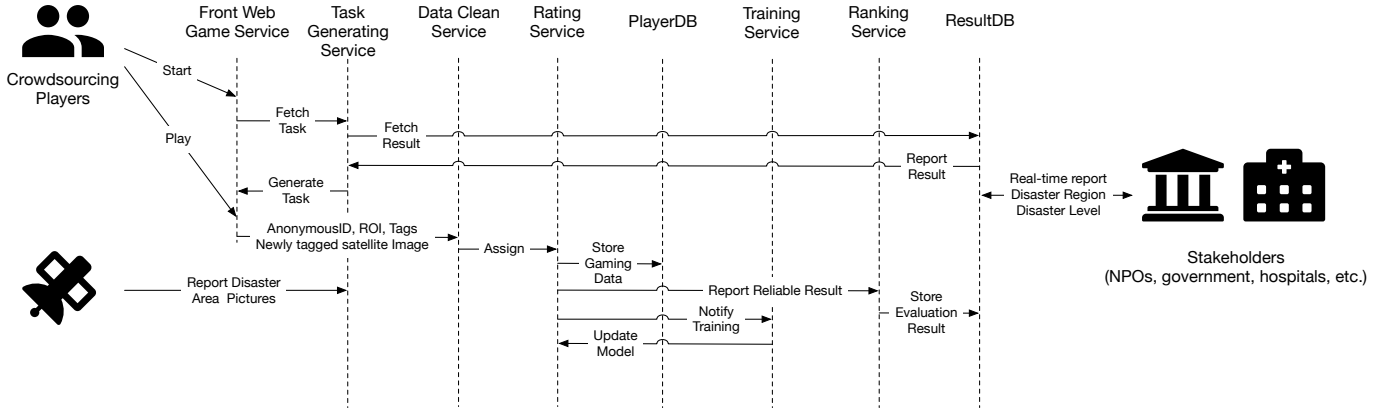 Crowdsourcing
Players
Front Web
Game Service
Task
Generating
Service
Data Clean
Service
Rating
Service
PlayerDB
Training
Service
Ranking
Service
ResultDB
Start
Play
Fetch
Task
Fetch
Result
Report
Result
Generate
Task
Real-time report
Disaster Region
Disaster Level
AnonymousID, ROI, Tags
Newly tagged satellite Image
Assign
Store
Gaming
Data
Stakeholders
(NPOs, government, hospitals, etc.)
Report Disaster
Area Pictures
Report Reliable Result
Store
Evaluation
Result
Notify
Training
Update
Model